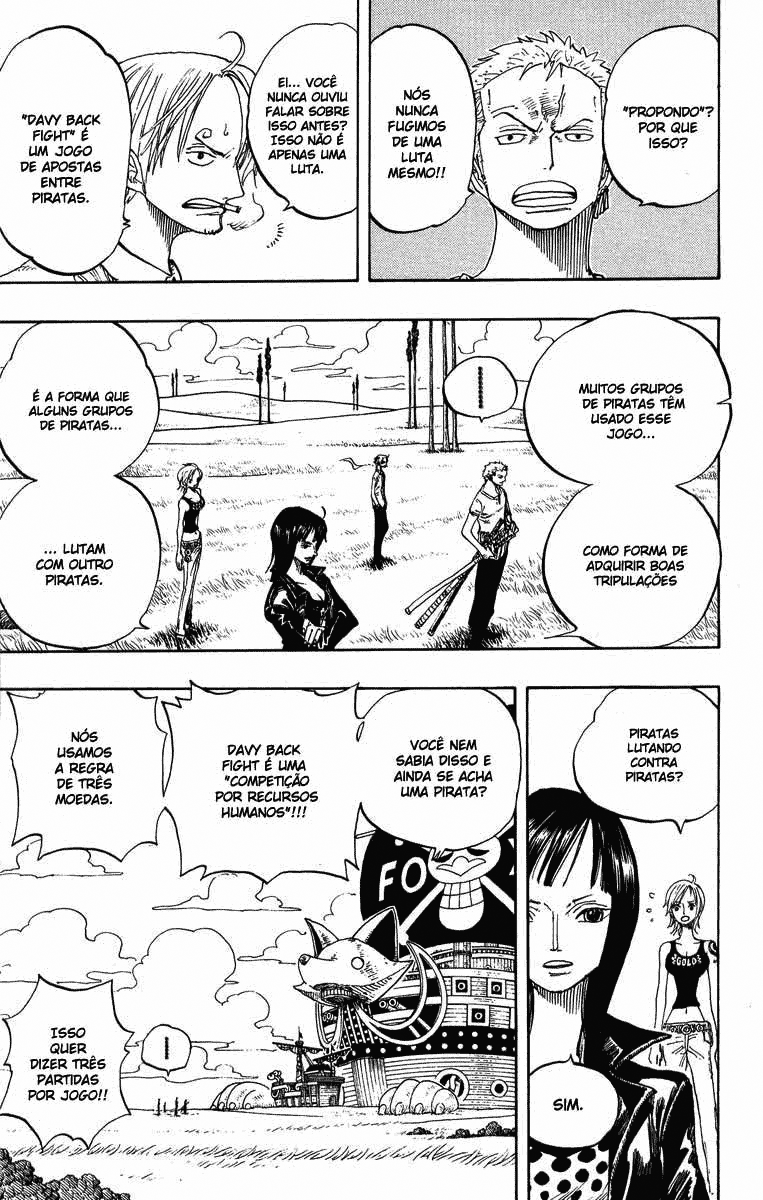 "PROPONDO"?
POR QUE
ISSO?
NÓS
NUNCA
FUGIMOS
DE UMA
LUTA
MESMO!!
EI... VOCÊ
NUNCA OUVIU
FALAR SOBRE
ISSO ANTES?
ISSO NÃO É
APENAS UMA
LUTA.
"DAVY BACK
FIGHT" É
UM JOGO
DE APOSTAS
ENTRE
PIRATAS.
MUITOS GRUPOS
DE PIRATAS TÊM
USADO ESSE
JOGO...
COMO FORMA DE
ADQUIRIR BOAS
TRIPULAÇÕES
É A FORMA QUE
ALGUNS GRUPOS
DE PIRATAS...
... LUTAM
COM OUTRO
PIRATAS.
PIRATAS
LUTANDO
CONTRA
PIRATAS?
GOLD
SIM.
VOCÊ NEM
SABIA DISSO E
AINDA SE ACHA
UMA PIRATA?
DAVY BACK
FIGHT É UMA
"COMPETIÇÃO
POR RECURSOS
HUMANOS"!!!
NÓS
USAMOS
A REGRA
DE TRÊS
MOEDAS.
FO
ISSO
QUER
DIZER TRÊS
PARTIDAS
POR JOGO!!